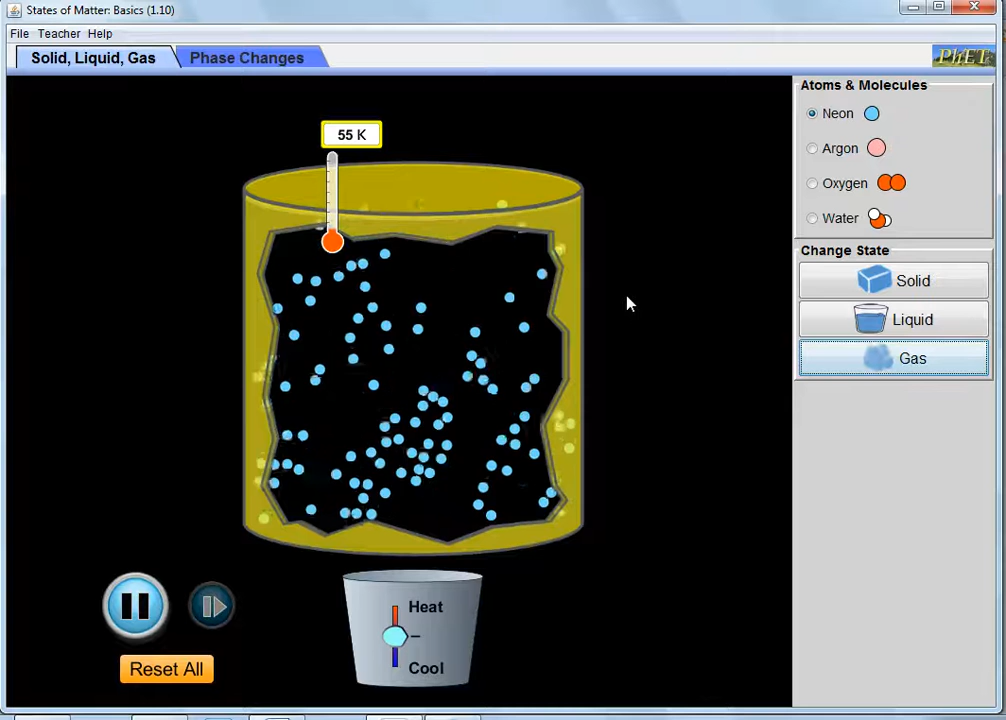 States of Matter: Basics (1.10)
File Teacher Help
Solid, Liquid, Gas
Phase Changes
PhET
Atoms & Molecules
Neon
Argon
Oxygen
Water
Change State
Solid
Liquid
Gas
55 K
Heat
Cool
Reset All